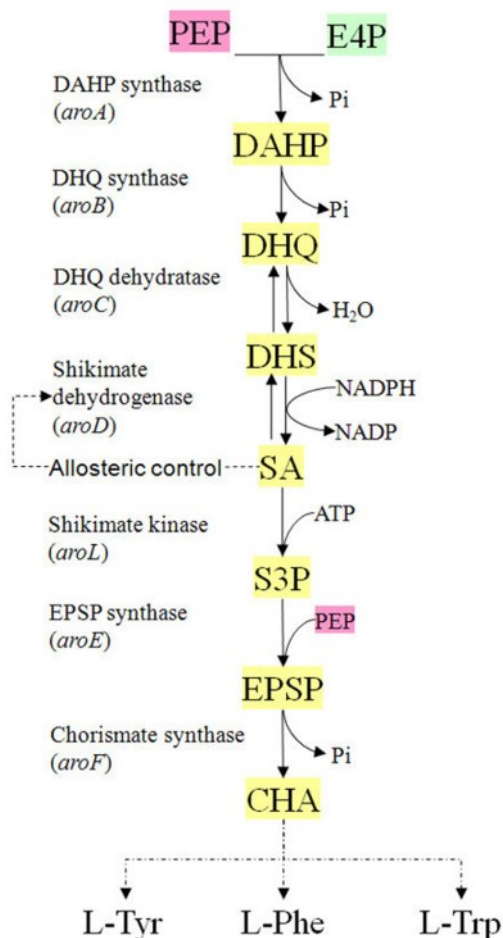 PEP E4P
DAHP synthase
(aroA)
Pi
DAHP
DHQ synthase
(aroB)
Pi
DHQ
DHQ dehydratase
(aroC)
H₂O
DHS
Shikimate
dehydrogenase
(aroD)
NADPH
NADP
Allosteric control
SA
Shikimate kinase
(aroL)
ATP
S3P
EPSP synthase
(aroE)
PEP
EPSP
Chorismate synthase
(aroF)
Pi
CHA
L-Tyr L-Phe L-Trp